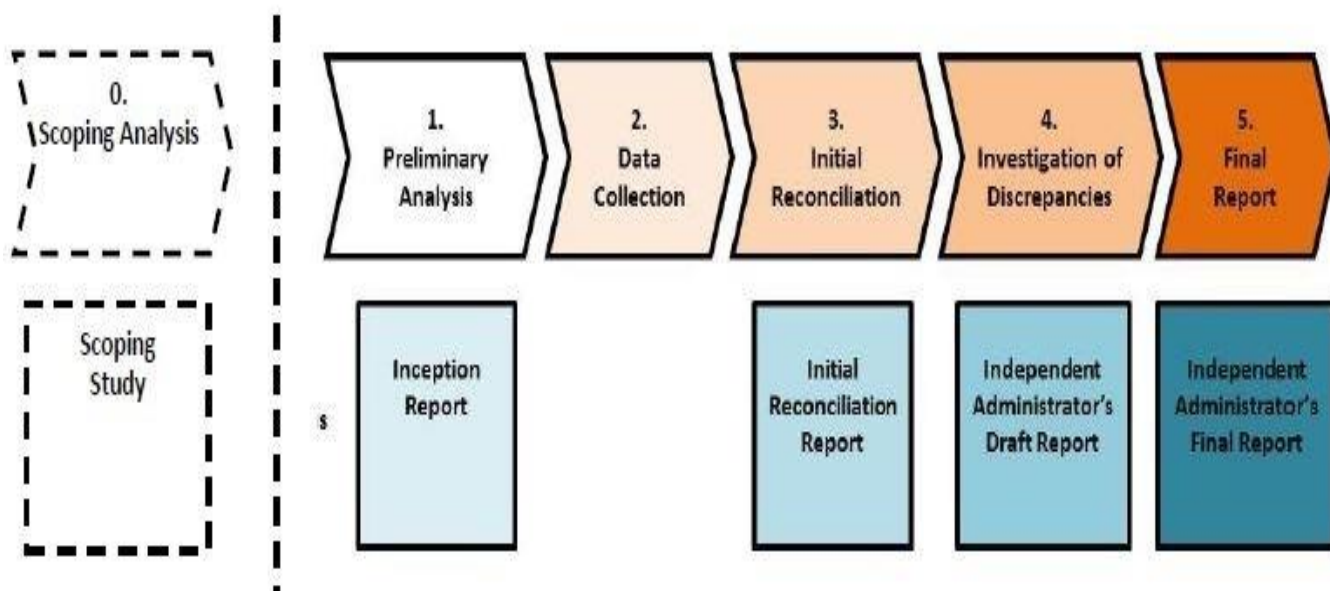 0.
Scoping Analysis
1.
Preliminary
Analysis
2.
Data
Collection
3.
Initial
Reconciliation
4.
Investigation of
Discrepancies
5.
Final
Report
Scoping
Study
s
Inception
Report
Initial
Reconciliation
Report
Independent
Administrator's
Draft Report
Independent
Administrator's
Final Report